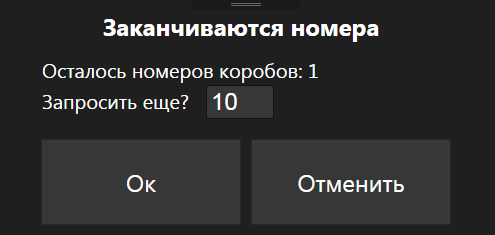 Заканчиваются номера
Осталось номеров коробов: 1
Запросить еще? 10
Ок Отменить